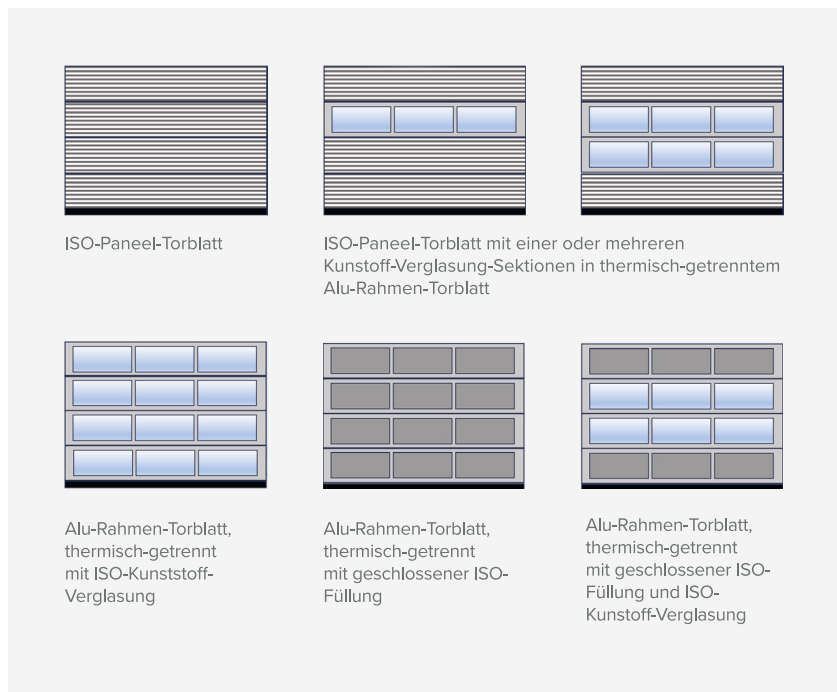 ISO-Paneel-Torblatt
ISO-Paneel-Torblatt mit einer oder mehreren
Kunstoff-Verglasung-Sektionen in thermisch-getrenntem
Alu-Rahmen-Torblatt
Alu-Rahmen-Torblatt,
thermisch-getrennt
mit ISO-Kunststoff-
Verglasung
Alu-Rahmen-Torblatt,
thermisch-getrennt
mit geschlossener ISO-
Füllung
Alu-Rahmen-Torblatt,
thermisch-getrennt
mit geschlossener ISO-
Füllung und ISO-
Kunstoff-Verglasung